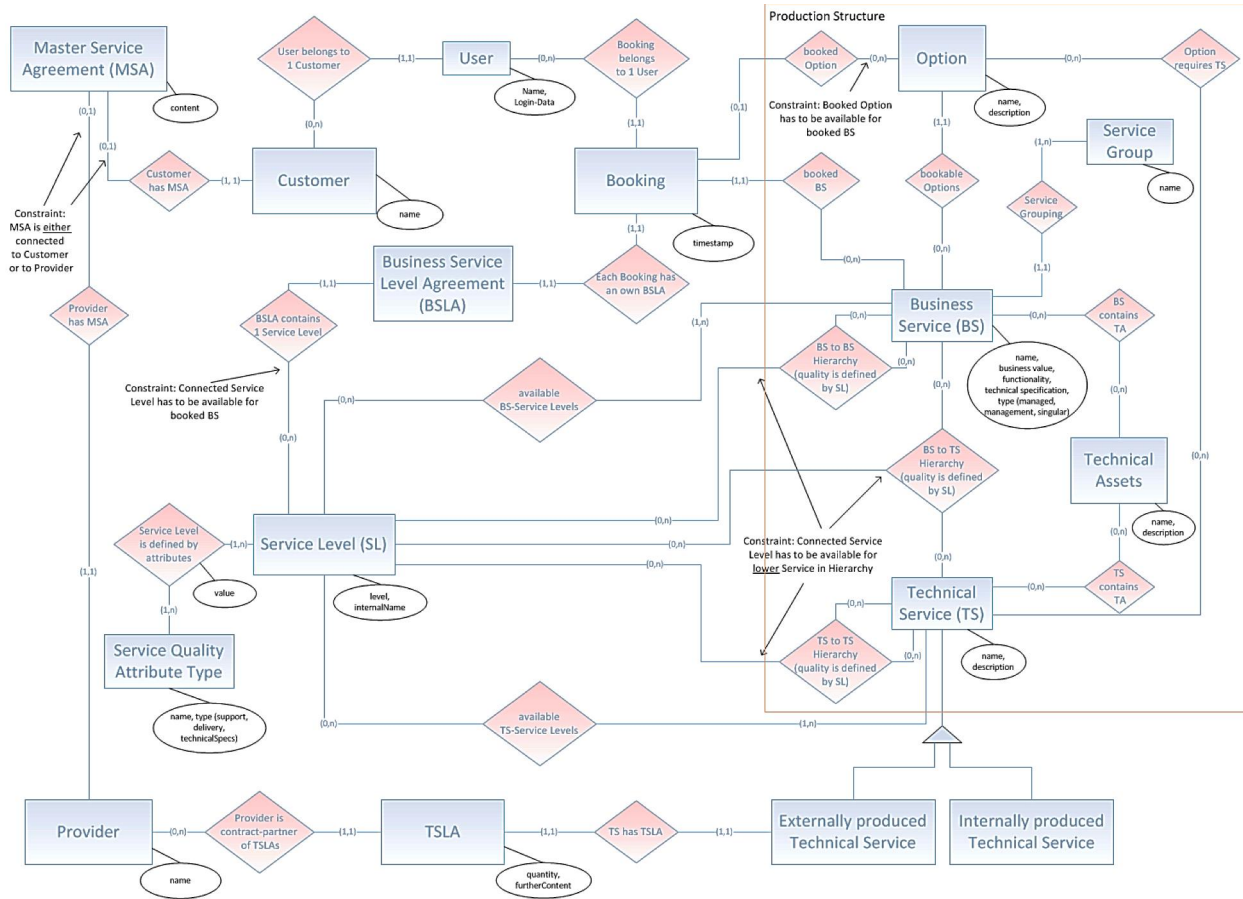 Production Structure
Master Service
Agreement (MSA)
content
User belongs to
1 Customer
(1,1)
User
Name,
Login-Data
(0,n)
Booking
belongs
to 1 User
booked
Option
(0,n)
Option
name,
description
(0,n)
Option
requires TS
(0,1)
(0,1)
(0,n)
(1,1)
(0,1)
Constraint: Booked Option
has to be available for
booked BS
(1,1)
(1,n)
Service
Group
name
Customer
has MSA
(1, 1)
Customer
name
Booking
timestamp
(1,1)
booked
BS
bookable
Options
Service
Grouping
Constraint:
MSA is either
connected
to Customer
or to Provider
(1,1)
(0,n)
(0,n)
(1,1)
Provider
has MSA
BSLA contains
1 Service Level
(1,1)
Business Service
Level Agreement
(BSLA)
(1,1)
Each Booking has
an own BSLA
(1,n)
Business
Service (BS)
name,
business value,
functionality,
technical specification,
type (managed,
management, singular)
(0,n)
BS
contains
TA
(0,n)
BS to BS
Hierarchy
(quality is defined
by SL)
(0,n)
(0,n)
(0,n)
Constraint: Connected Service
Level has to be available for
booked BS
(0,n)
available
BS-Service Levels
(0,n)
BS to TS
Hierarchy
(quality is defined
by SL)
Technical
Assets
name,
description
(0,n)
Service Level
is defined by
attributes
value
(1,n)
Service Level (SL)
level,
internalName
(0,n)
(0,n)
(0,n)
Constraint: Connected Service
Level has to be available for
lower Service in Hierarchy
(0,n)
(0,n)
(1,1)
(1,n)
Technical
Service (TS)
name,
description
(0,n)
TS
contains
TA
(0,n)
TS to TS
Hierarchy
(quality is defined
by SL)
(0,n)
Service Quality
Attribute Type
name, type (support,
delivery,
technicalSpecs)
(0,n)
available
TS-Service Levels
(1,n)
Provider
name
(0,n)
Provider is
contract-partner
of TSLAs
(1,1)
TSLA
quantity,
furtherContent
(1,1)
TS has TSLA
(1,1)
Externally produced
Technical Service
Internally produced
Technical Service